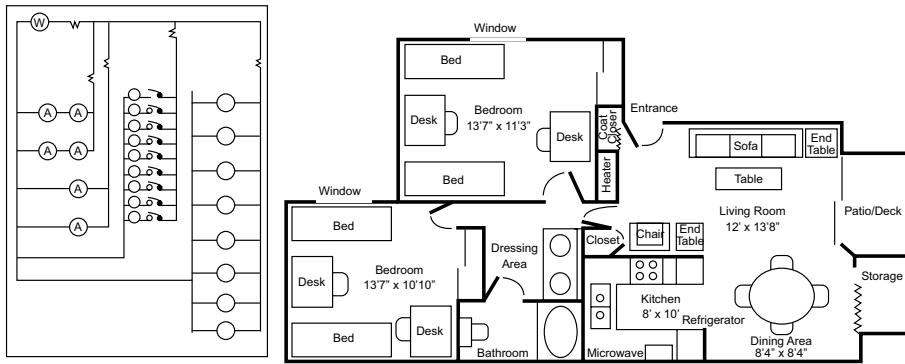 W
A
A
A
A
A
A
Window
Bed
Bedroom
13'7" x 11'3"
Desk
Desk
Bed
Coat
Closer
Heater
Entrance
Sofa
End
Table
Table
Living Room
12' x 13'8"
Patio/Deck
Window
Bed
Bedroom
13'7" x 10'10"
Desk
Desk
Bed
Dressing
Area
Closet
Chair
End
Table
Kitchen
8' x 10'
Refrigerator
Microwave
Bathroom
Storage
Dining Area
8'4" x 8'4"